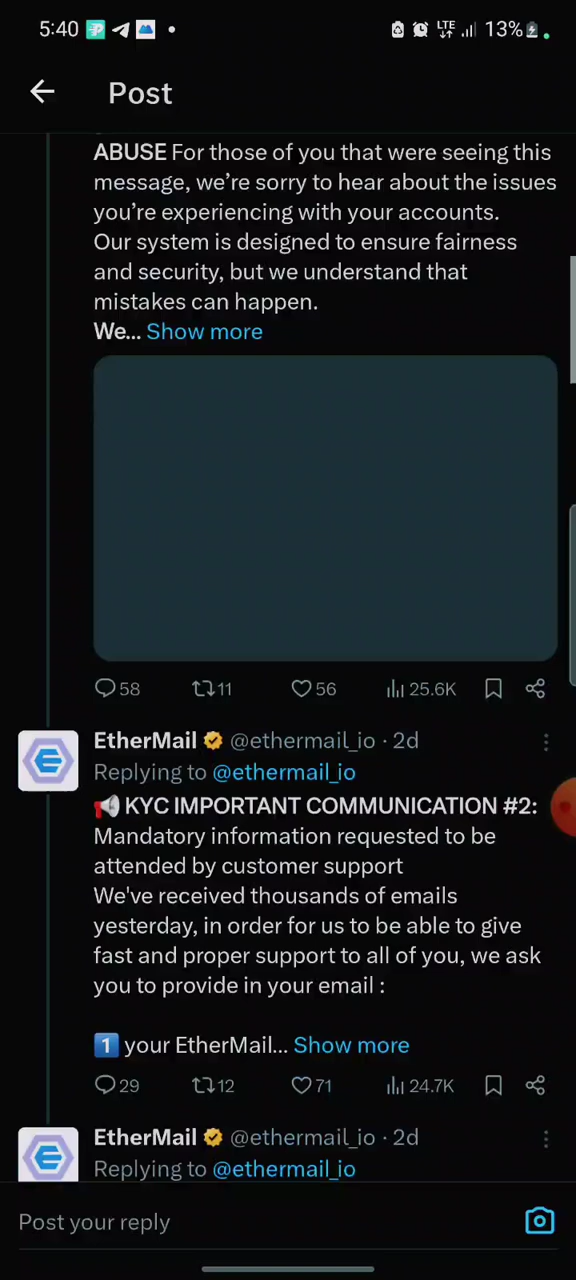 5:40 LTE 13%
Post
ABUSE For those of you that were seeing this
message, we’re sorry to hear about the issues
you’re experiencing with your accounts.
Our system is designed to ensure fairness
and security, but we understand that
mistakes can happen.
We... Show more
58 11 56 25.6K
EtherMail @ethermail_io · 2d
Replying to @ethermail_io
📢 KYC IMPORTANT COMMUNICATION #2:
Mandatory information requested to be
attended by customer support
We've received thousands of emails
yesterday, in order for us to be able to give
fast and proper support to all of you, we ask
you to provide in your email :
1️⃣ your EtherMail... Show more
29 12 71 24.7K
EtherMail @ethermail_io · 2d
Replying to @ethermail_io
Post your reply